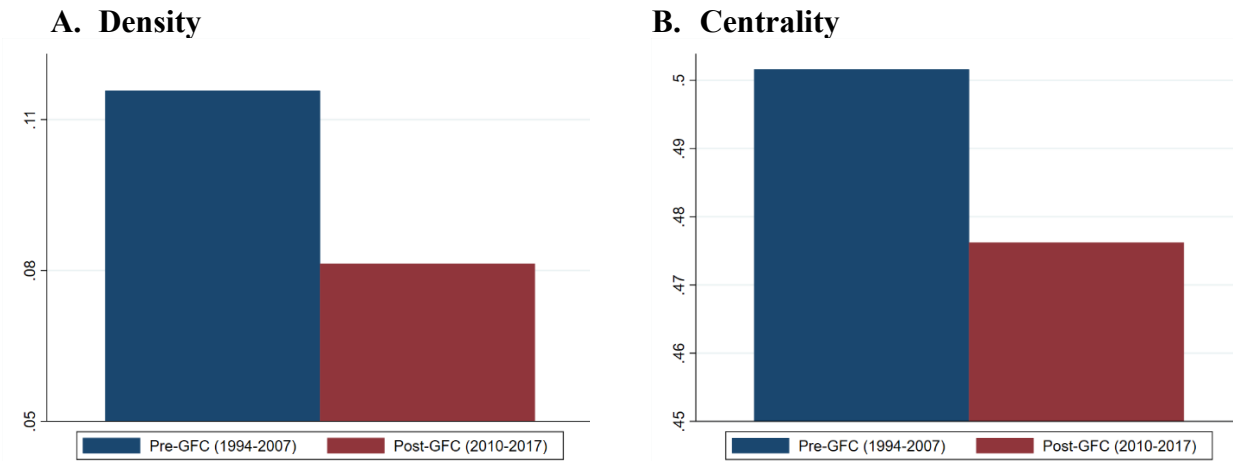 A. Density
.11
.08
.05
Pre-GFC (1994-2007) Post-GFC (2010-2017)
B. Centrality
.5
.49
.48
.47
.46
.45
Pre-GFC (1994-2007) Post-GFC (2010-2017)